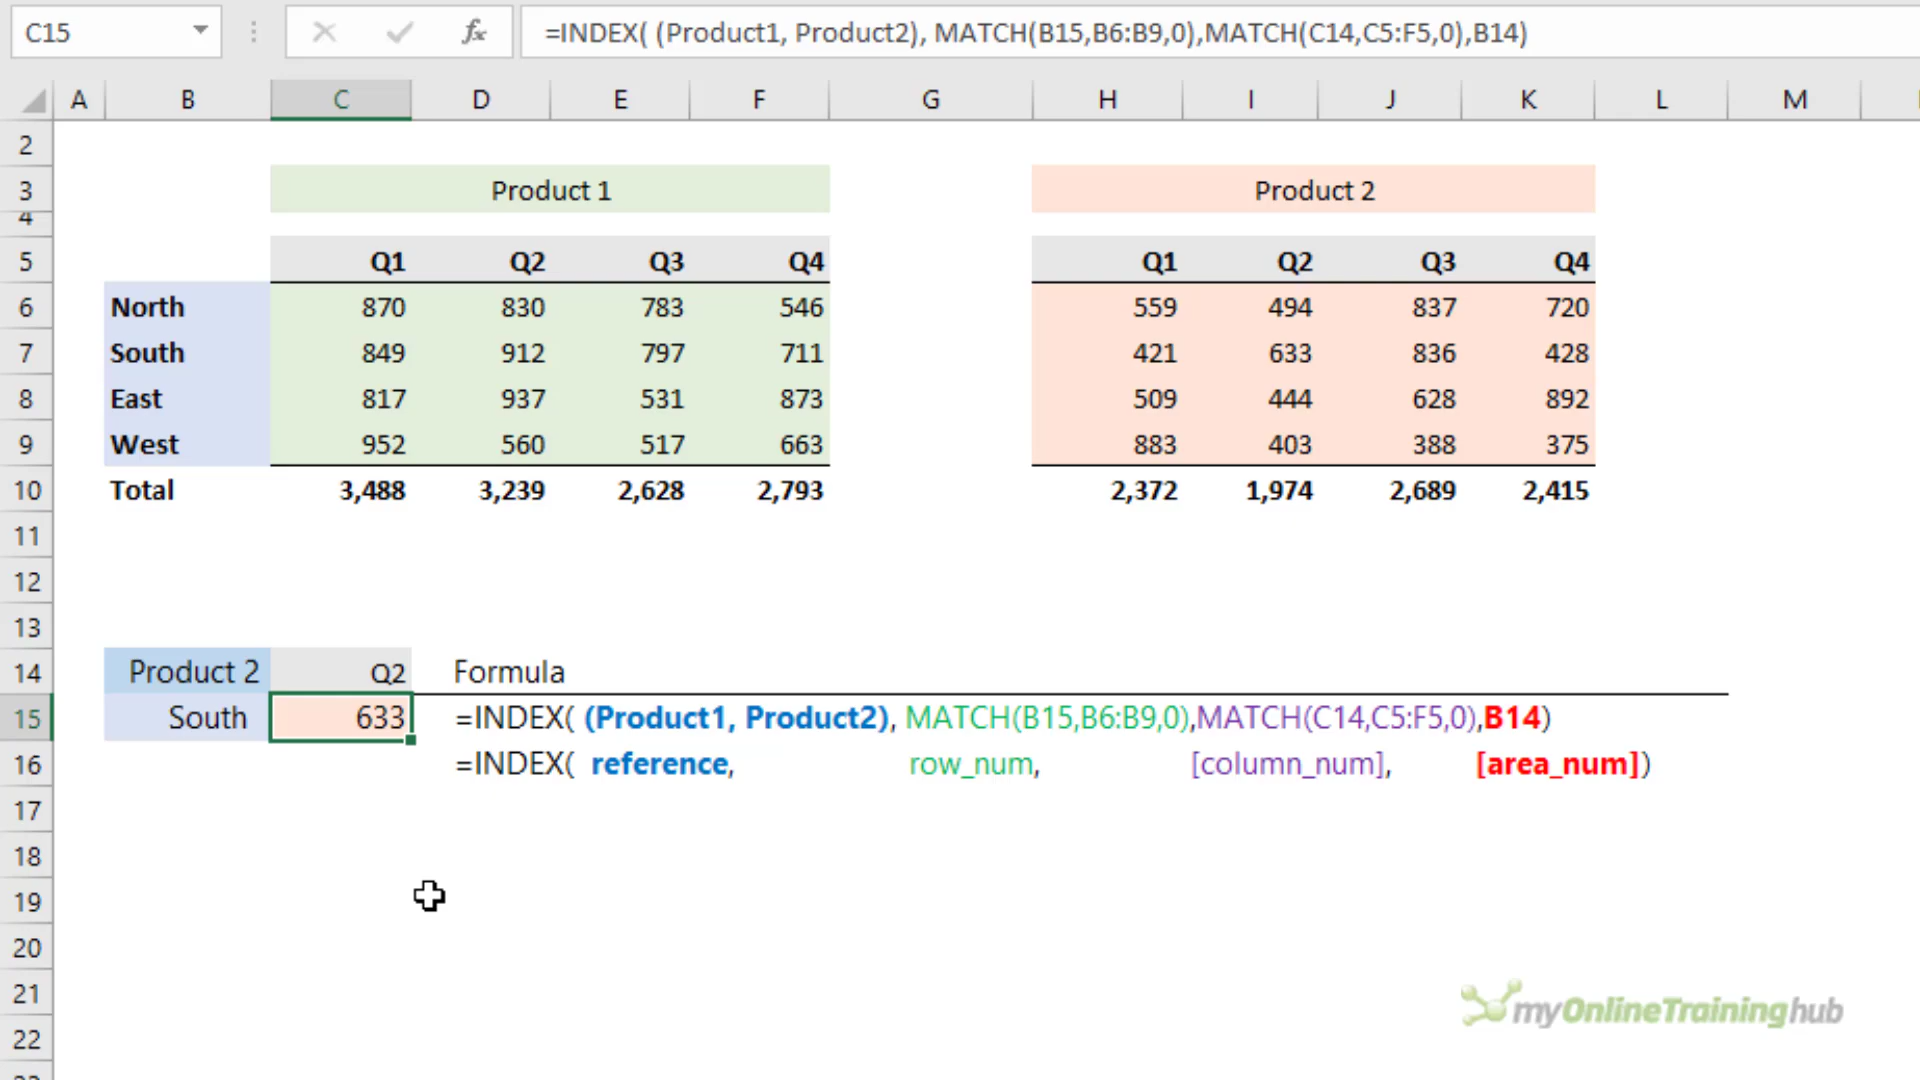 C15 fx =INDEX( (Product1, Product2), MATCH(B15,B6:B9,0),MATCH(C14,C5:F5,0),B14)
A B C D E F G H I J K L M
2
3 Product 1 Product 2
4
5 Q1 Q2 Q3 Q4 Q1 Q2 Q3 Q4
6 North 870 830 783 546 559 494 837 720
7 South 849 912 797 711 421 633 836 428
8 East 817 937 531 873 509 444 628 892
9 West 952 560 517 663 883 403 388 375
10 Total 3,488 3,239 2,628 2,793 2,372 1,974 2,689 2,415
11
12
13
14 Product 2 Q2 Formula
15 South 633 =INDEX( (Product1, Product2), MATCH(B15,B6:B9,0),MATCH(C14,C5:F5,0),B14)
16 =INDEX( reference, row_num, [column_num], [area_num])
17
18
19
20
21
myOnlineTraininghub
22